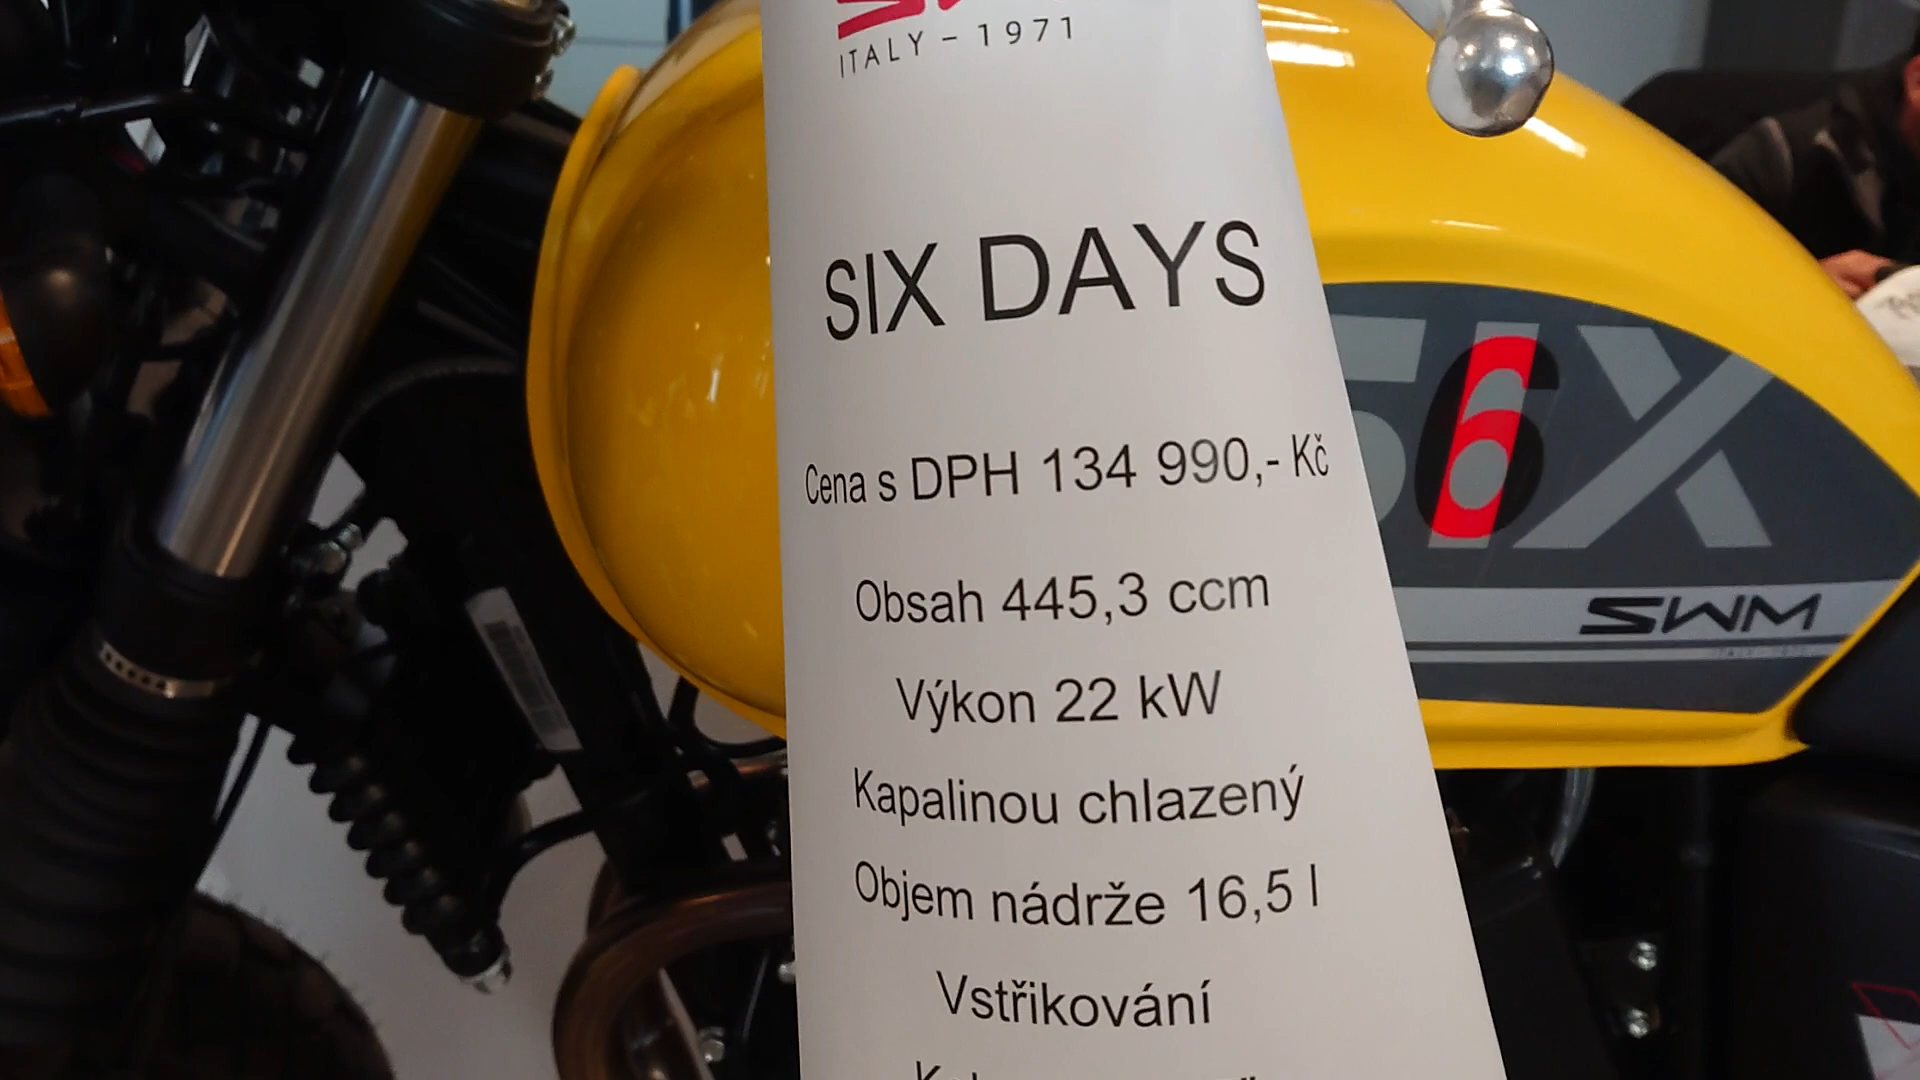 ITALY – 1971
SIX DAYS
Cena s DPH 134 990,- Kč
Obsah 445,3 ccm
Výkon 22 kW
Kapalinou chlazený
Objem nádrže 16,5 l
Vstřikování
SIX
6
SWM